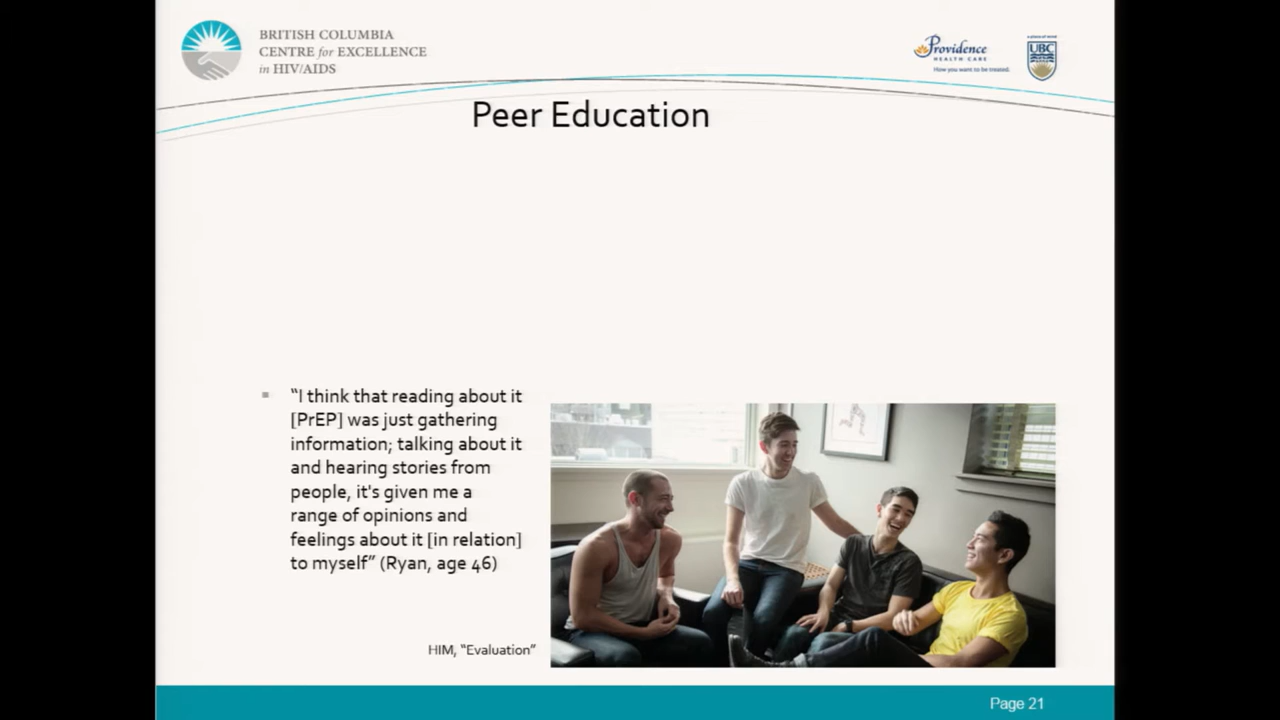 BRITISH COLUMBIA
CENTRE for EXCELLENCE
in HIV/AIDS
Providence
HEALTH CARE
How you want to be treated.
a place of mind
UBC
Peer Education
“I think that reading about it
[PrEP] was just gathering
information; talking about it
and hearing stories from
people, it's given me a
range of opinions and
feelings about it [in relation]
to myself” (Ryan, age 46)
HIM, “Evaluation”
Page 21